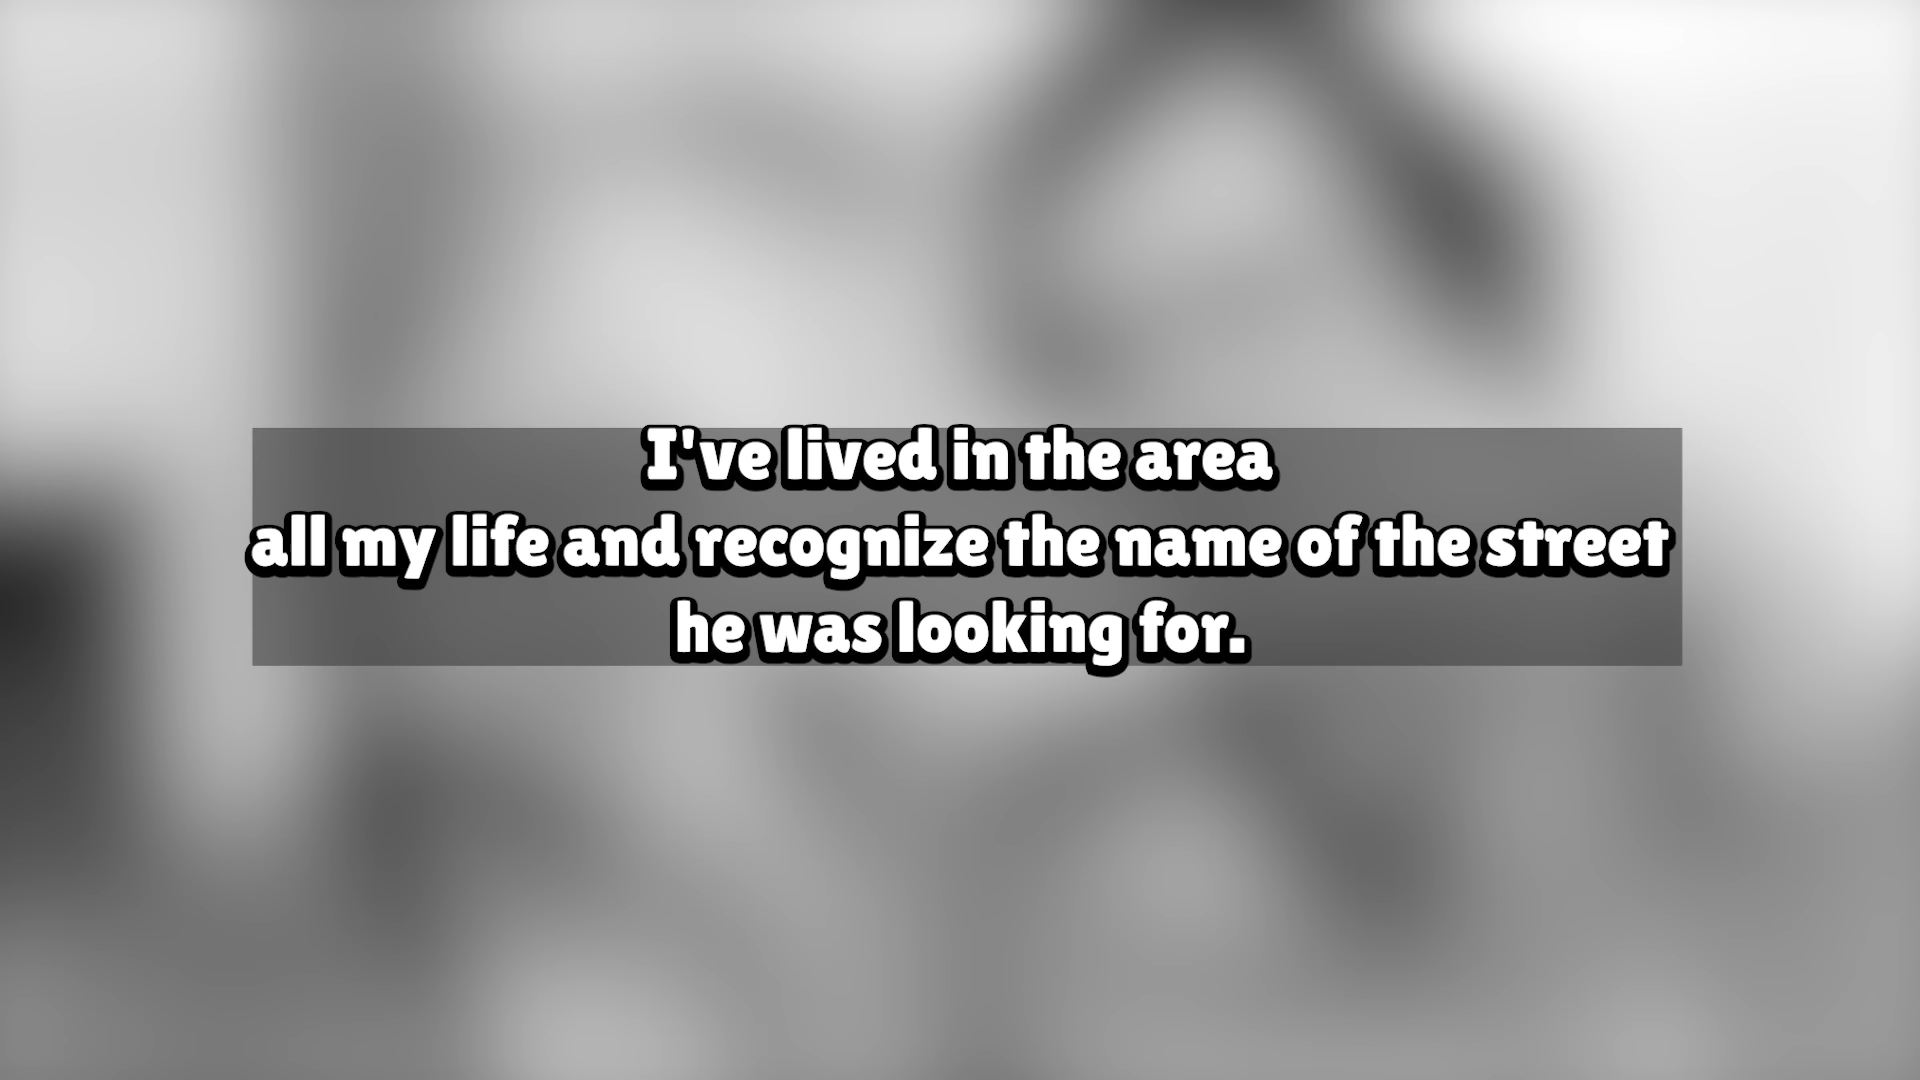 I've lived in the area
all my life and recognize the name of the street
he was looking for.